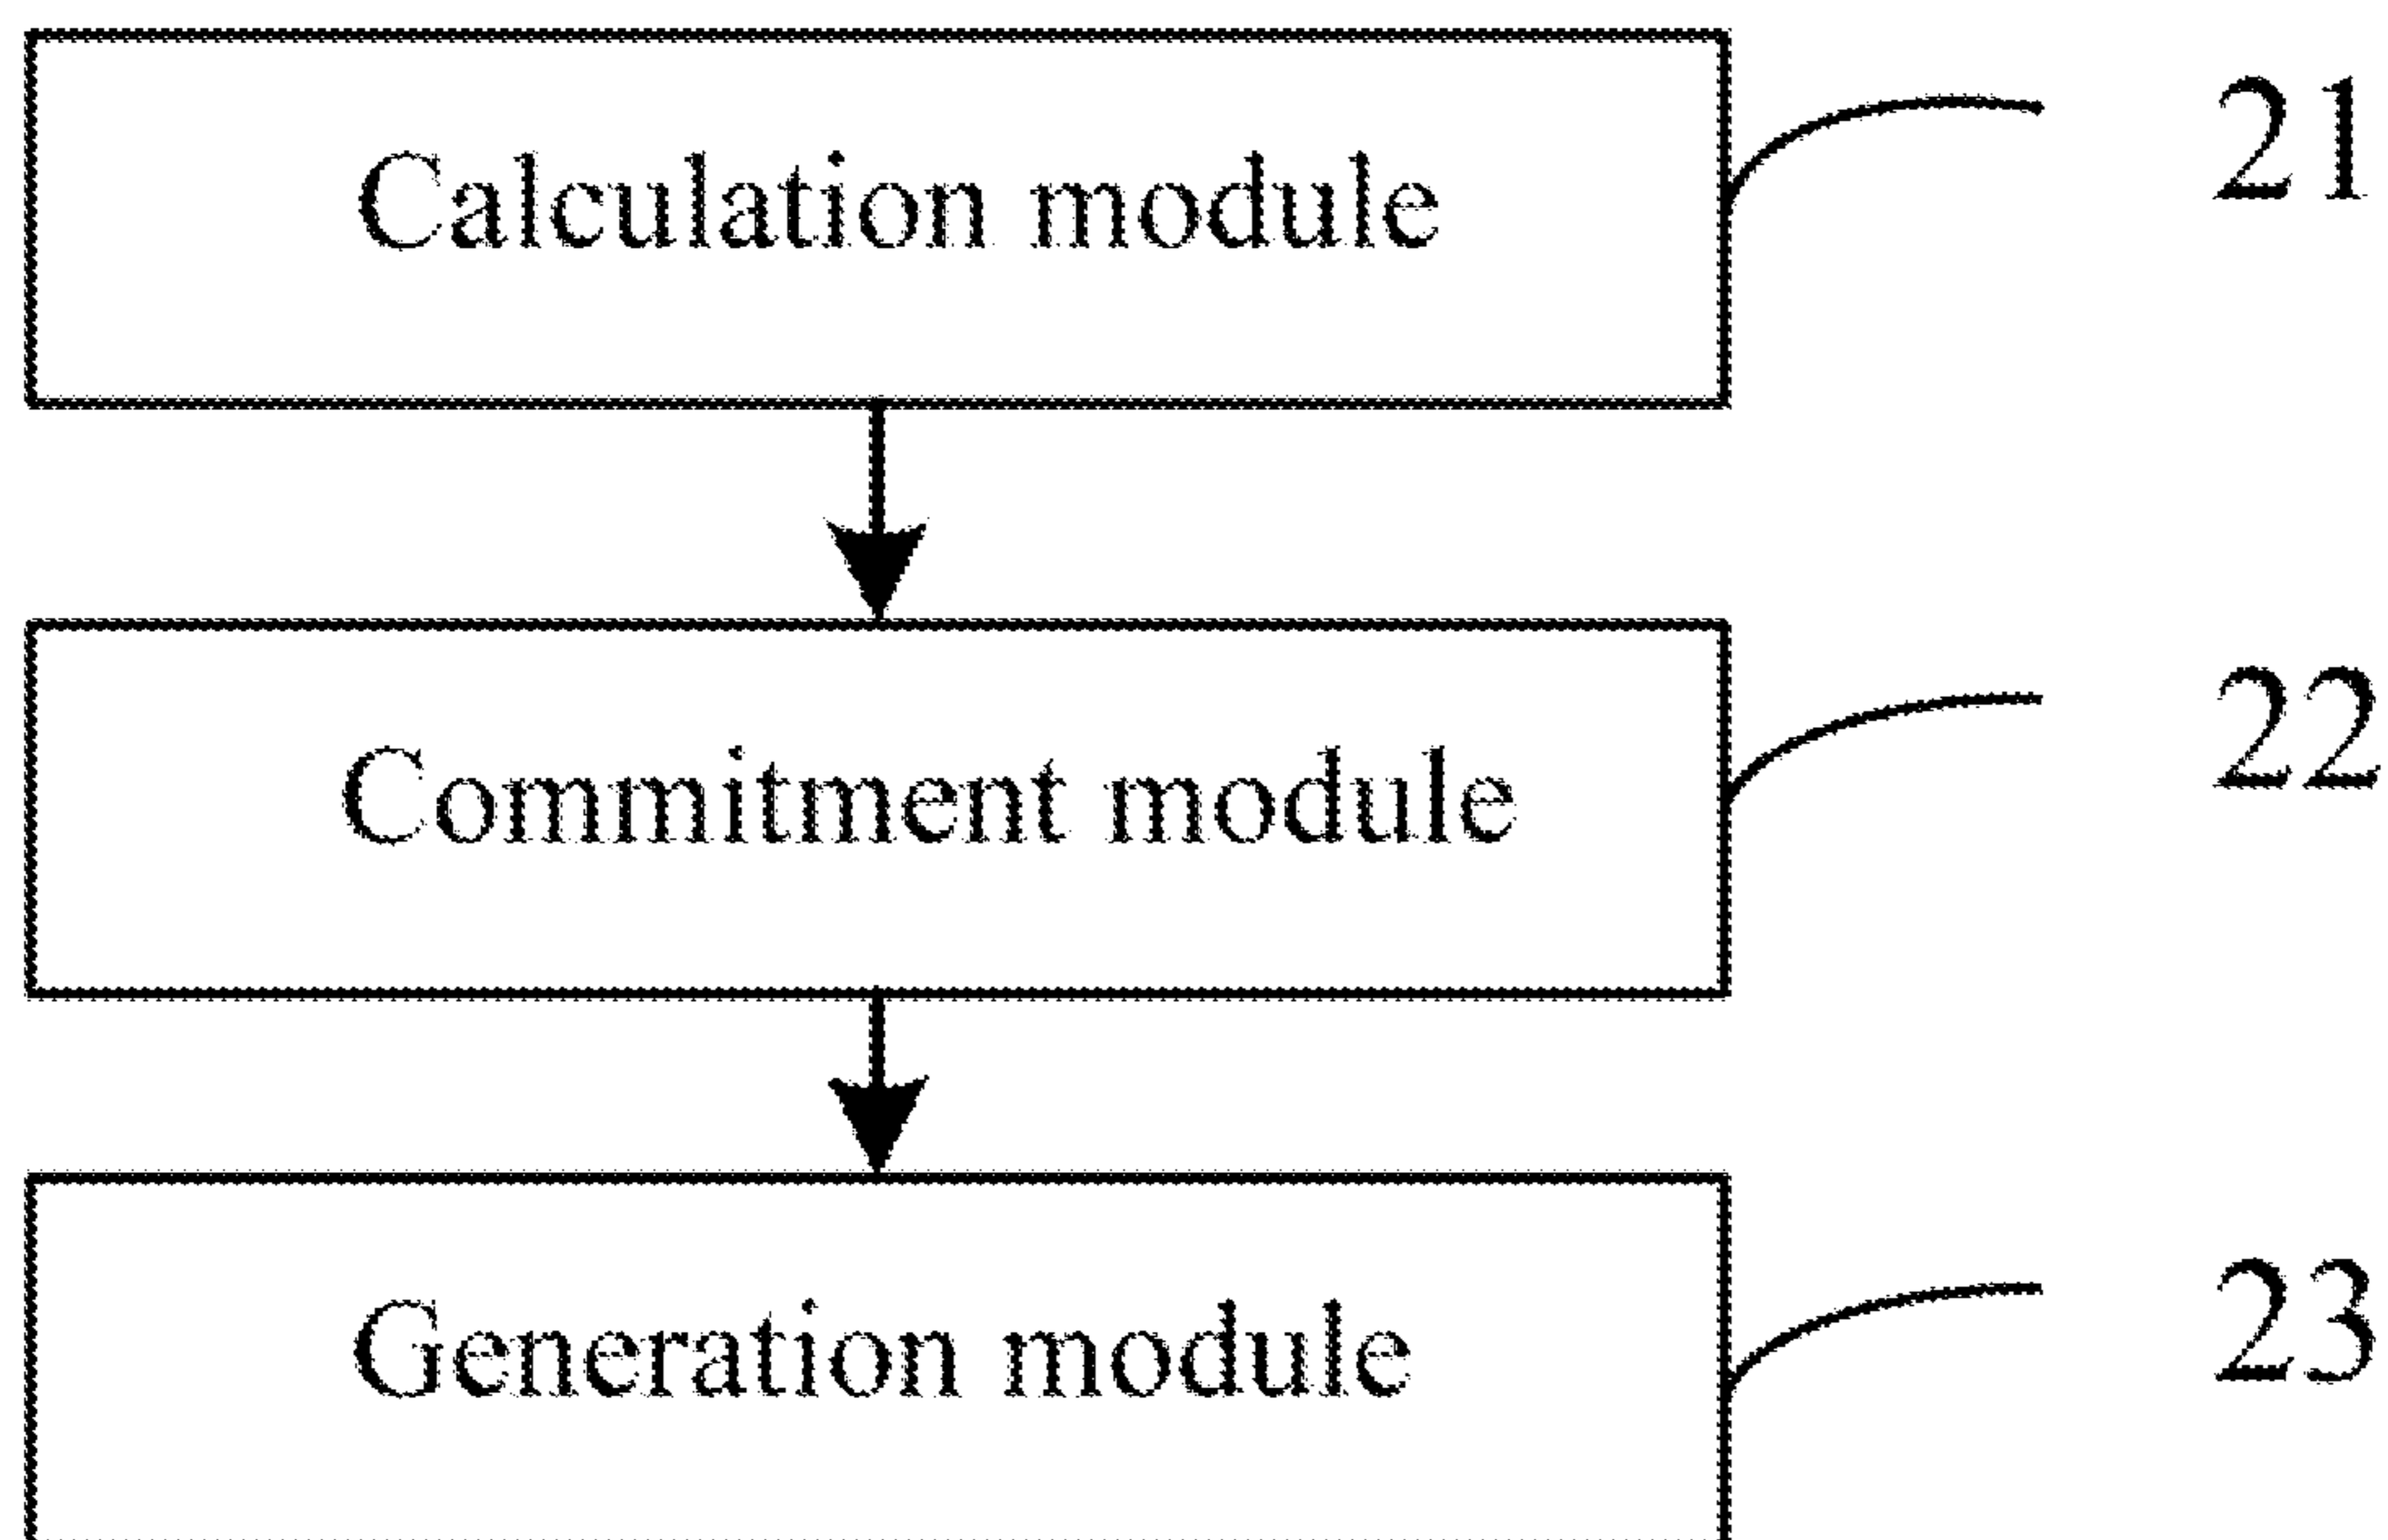 Calculation module
21
Commitment module
22
Generation module
23